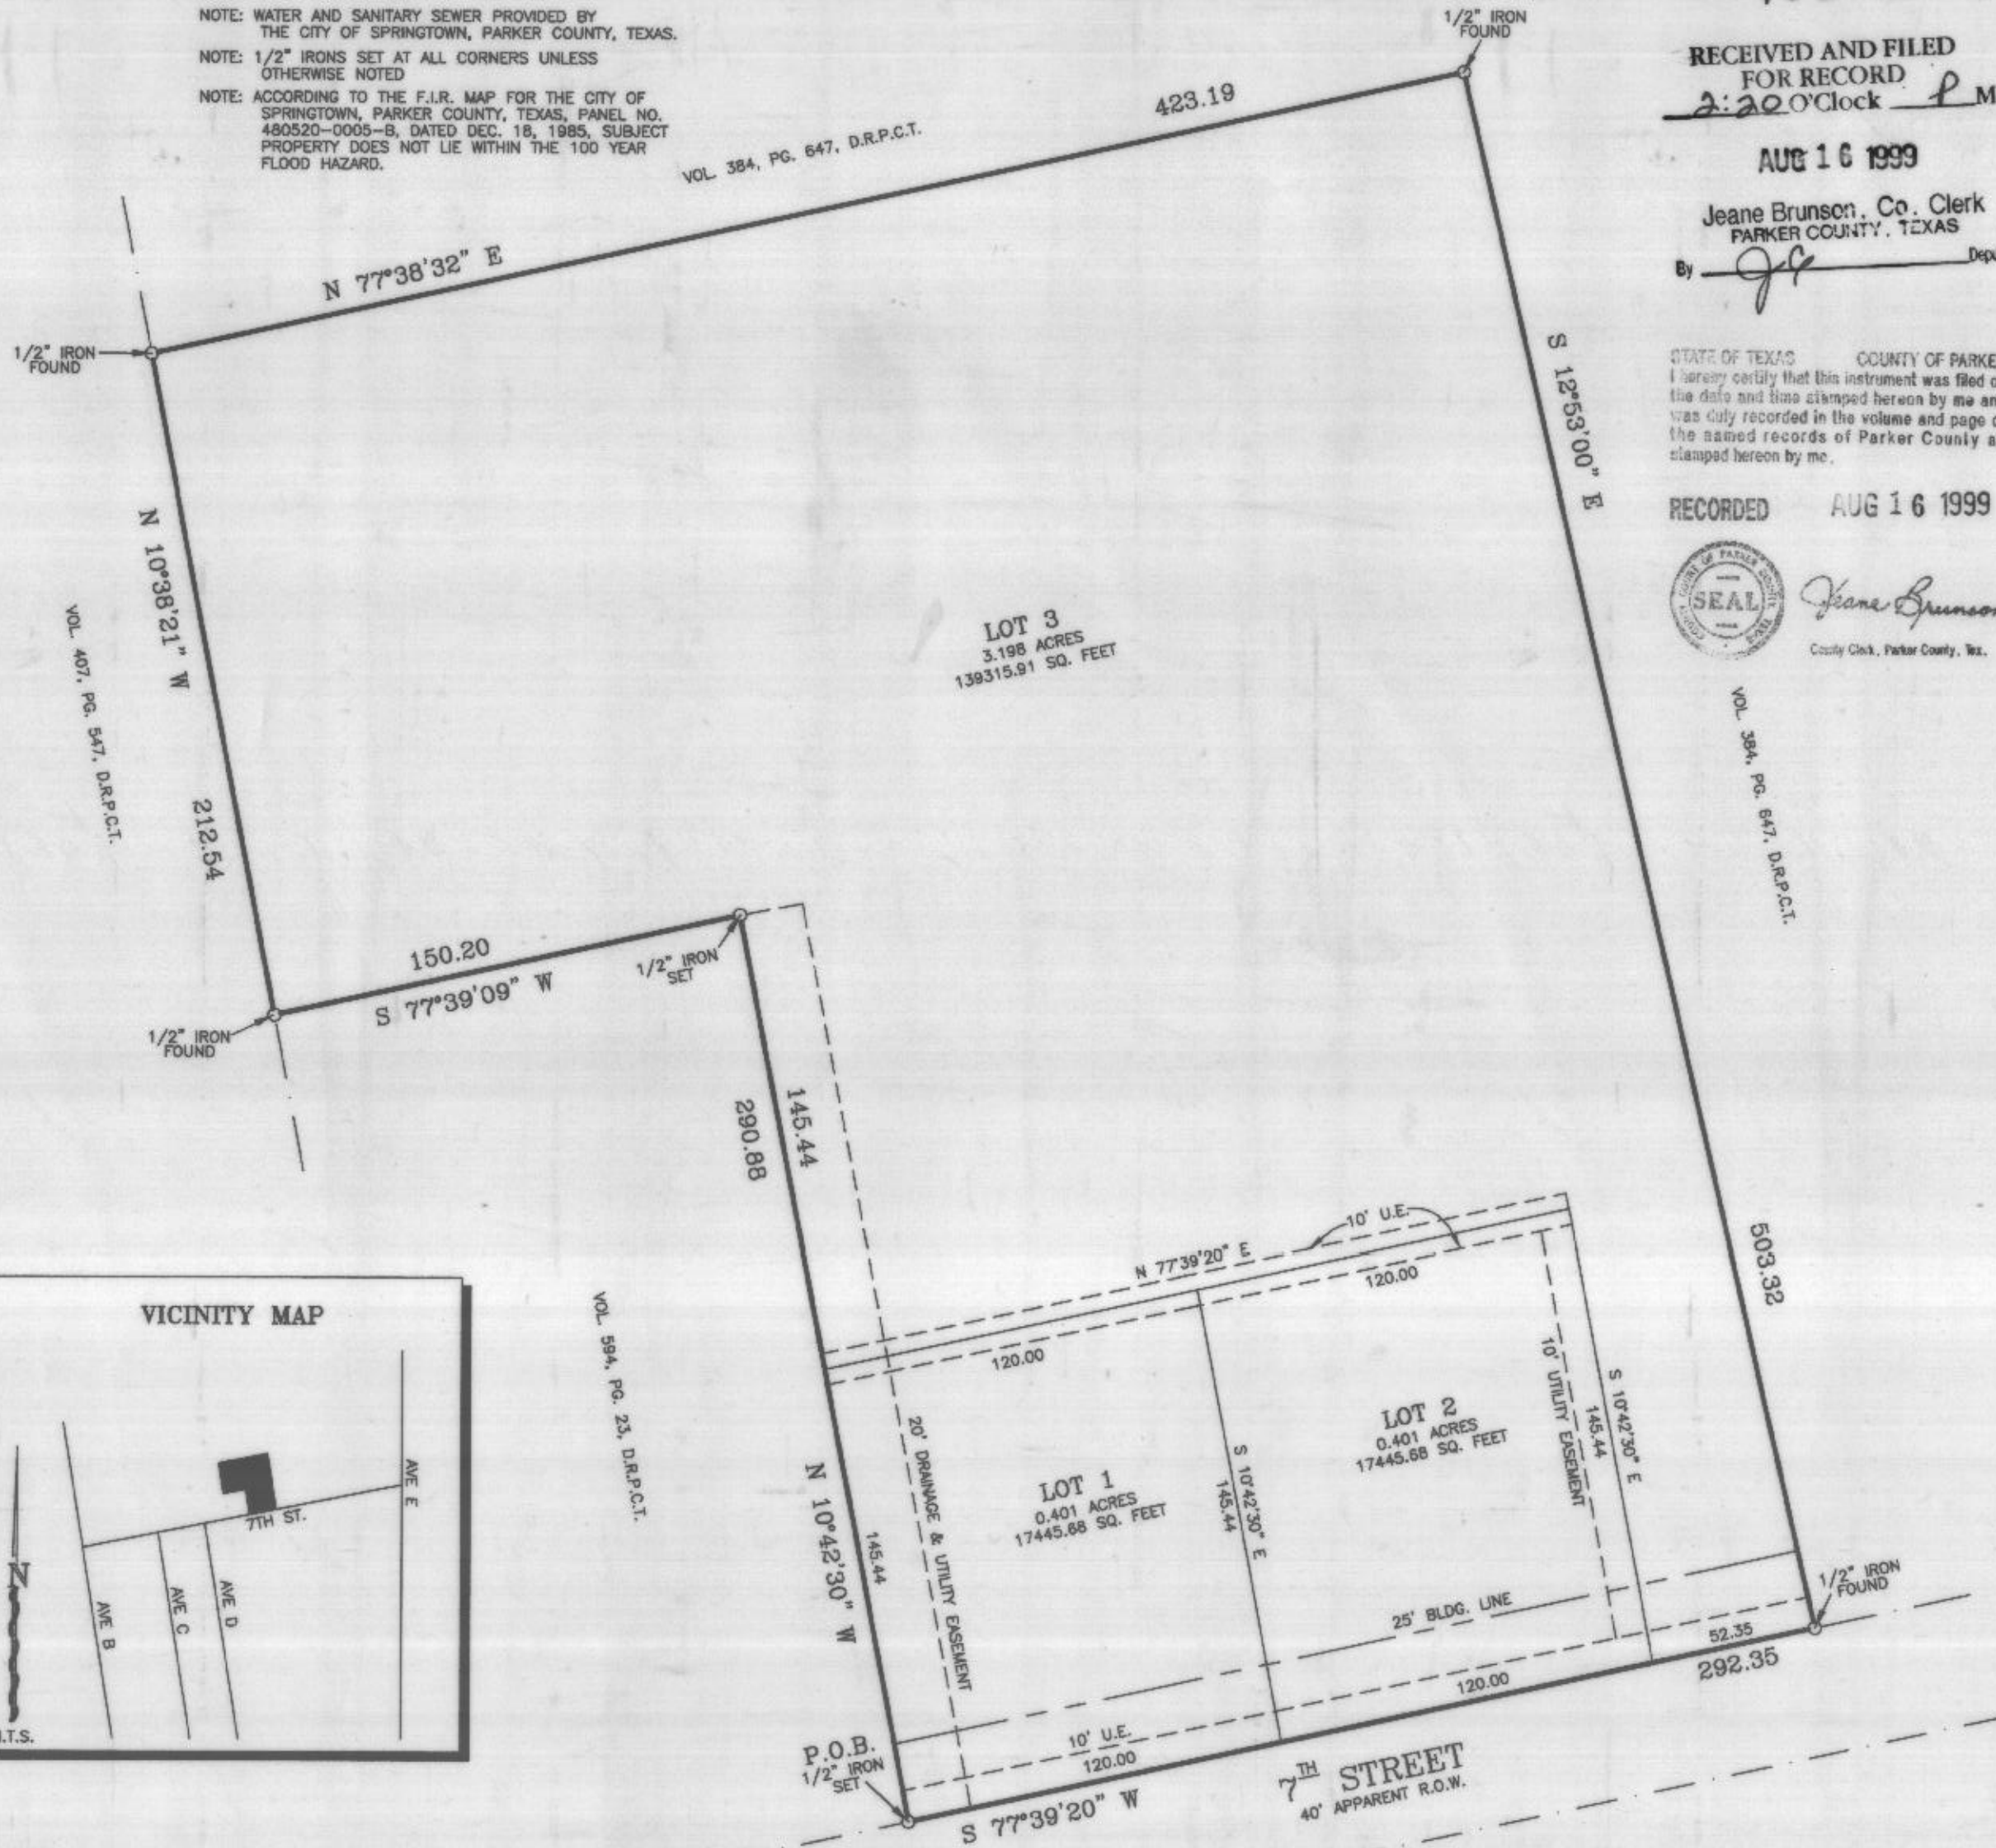 NOTE: WATER AND SANITARY SEWER PROVIDED BY
THE CITY OF SPRINGTOWN, PARKER COUNTY, TEXAS.
NOTE: 1/2" IRONS SET AT ALL CORNERS UNLESS
OTHERWISE NOTED
NOTE: ACCORDING TO THE F.I.R. MAP FOR THE CITY OF
SPRINGTOWN, PARKER COUNTY, TEXAS, PANEL NO.
480520-0005-B, DATED DEC. 18, 1985, SUBJECT
PROPERTY DOES NOT LIE WITHIN THE 100 YEAR
FLOOD HAZARD.
1/2" IRON
FOUND
423.19
VOL. 384, PG. 647, D.R.P.C.T.
N 77°38'32" E
1/2" IRON
FOUND
RECEIVED AND FILED
FOR RECORD
2:20 O'Clock P M
AUG 16 1999
Jeane Brunson, Co. Clerk
PARKER COUNTY, TEXAS
By
STATE OF TEXAS COUNTY OF PARKE
I hereby certify that this instrument was filed o
the date and time stamped hereon by me an
was duly recorded in the volume and page o
the named records of Parker County a
stamped hereon by me.
RECORDED AUG 16 1999
SEAL
Jeane Brunson
County Clerk, Parker County, Tex.
S 12°53'00" E
503.32
VOL. 384, PG. 647, D.R.P.C.T.
N 10°38'21" W
212.54
VOL. 407, PG. 547, D.R.P.C.T.
LOT 3
3.198 ACRES
139315.91 SQ. FEET
150.20
S 77°39'09" W
1/2" IRON
SET
1/2" IRON
FOUND
145.44
290.88
N 77°39'20" E
10' U.E.
120.00
120.00
VOL. 594, PG. 23, D.R.P.C.T.
N 10°42'30" W
145.44
20' DRAINAGE & UTILITY EASEMENT
LOT 1
0.401 ACRES
17445.68 SQ. FEET
S 10°42'30" E
145.44
LOT 2
0.401 ACRES
17445.68 SQ. FEET
10' UTILITY EASEMENT
S 10°42'30" E
145.44
25' BLDG. LINE
1/2" IRON
FOUND
52.35
292.35
120.00
10' U.E.
120.00
P.O.B.
1/2" IRON
SET
S 77°39'20" W
7TH STREET
40' APPARENT R.O.W.
VICINITY MAP
AVE E
7TH ST.
AVE B
AVE C
AVE D
N
.T.S.